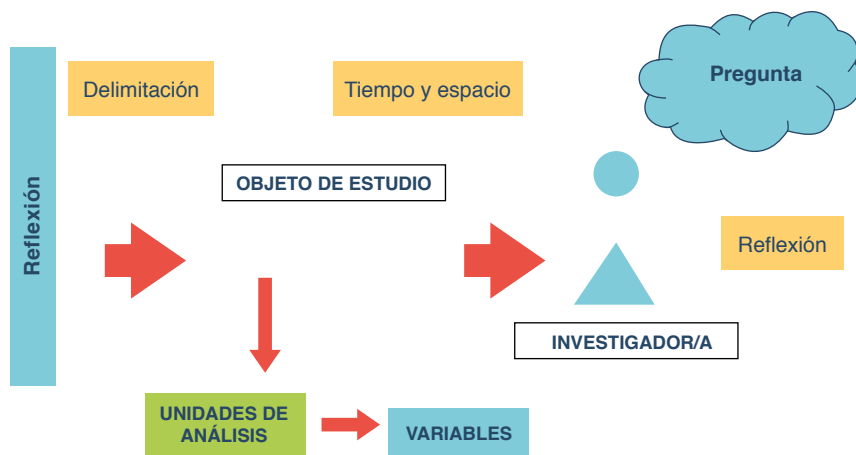 Reflexión
Delimitación
Tiempo y espacio
Pregunta
OBJETO DE ESTUDIO
Reflexión
INVESTIGADOR/A
UNIDADES DE
ANÁLISIS
VARIABLES